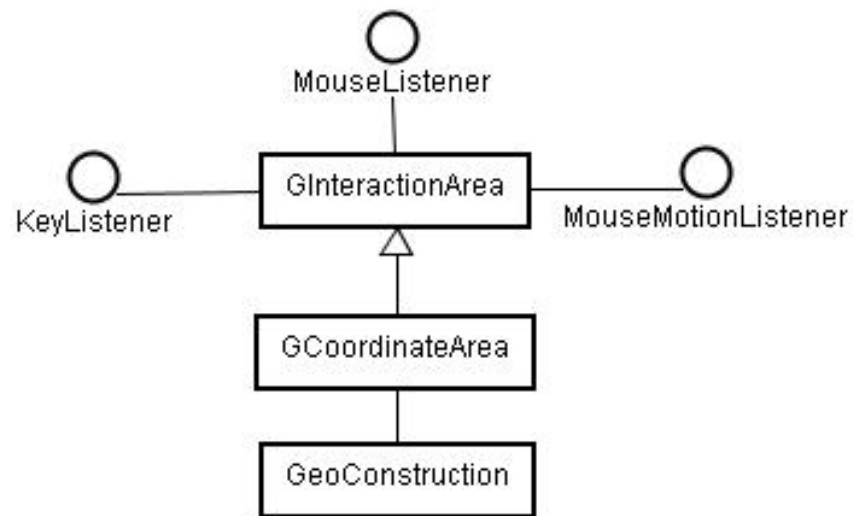 MouseListener
GInteractionArea
KeyListener
MouseMotionListener
GCoordinateArea
GeoConstruction